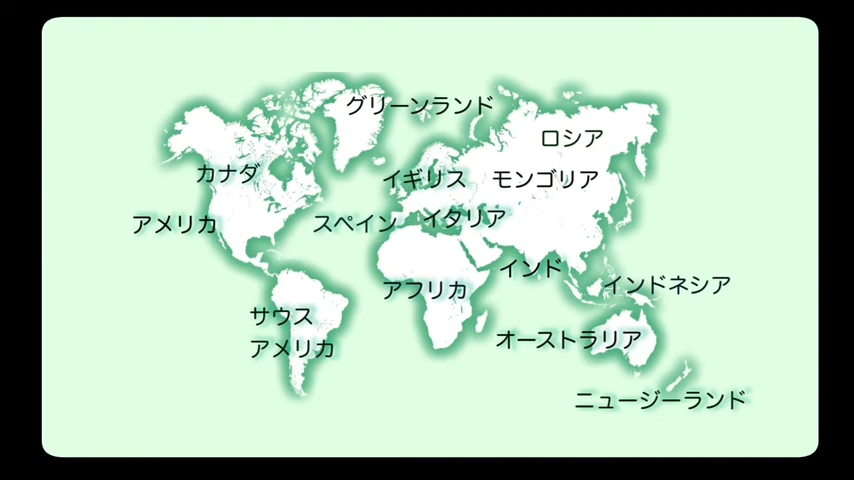 グリーンランド
ロシア
カナダ
イギリス
モンゴリア
アメリカ
スペイン
イタリア
インド
アフリカ
インドネシア
サウス
アメリカ
オーストラリア
ニュージーランド